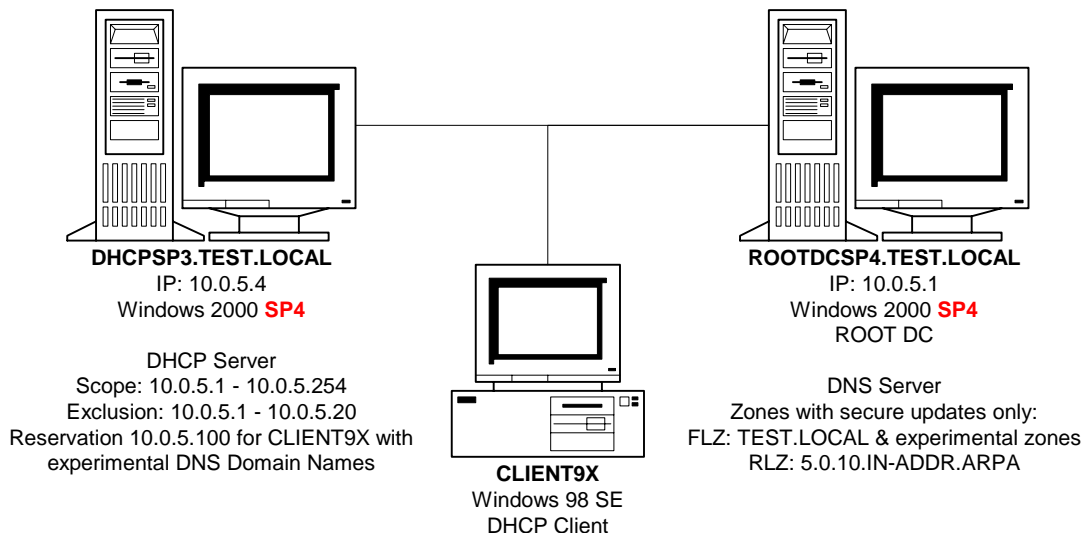 DHCPSP3.TEST.LOCAL
IP: 10.0.5.4
Windows 2000 SP4
DHCP Server
Scope: 10.0.5.1 - 10.0.5.254
Exclusion: 10.0.5.1 - 10.0.5.20
Reservation 10.0.5.100 for CLIENT9X with
experimental DNS Domain Names
CLIENT9X
Windows 98 SE
DHCP Client
ROOTDCSP4.TEST.LOCAL
IP: 10.0.5.1
Windows 2000 SP4
ROOT DC
DNS Server
Zones with secure updates only:
FLZ: TEST.LOCAL & experimental zones
RLZ: 5.0.10.IN-ADDR.ARPA